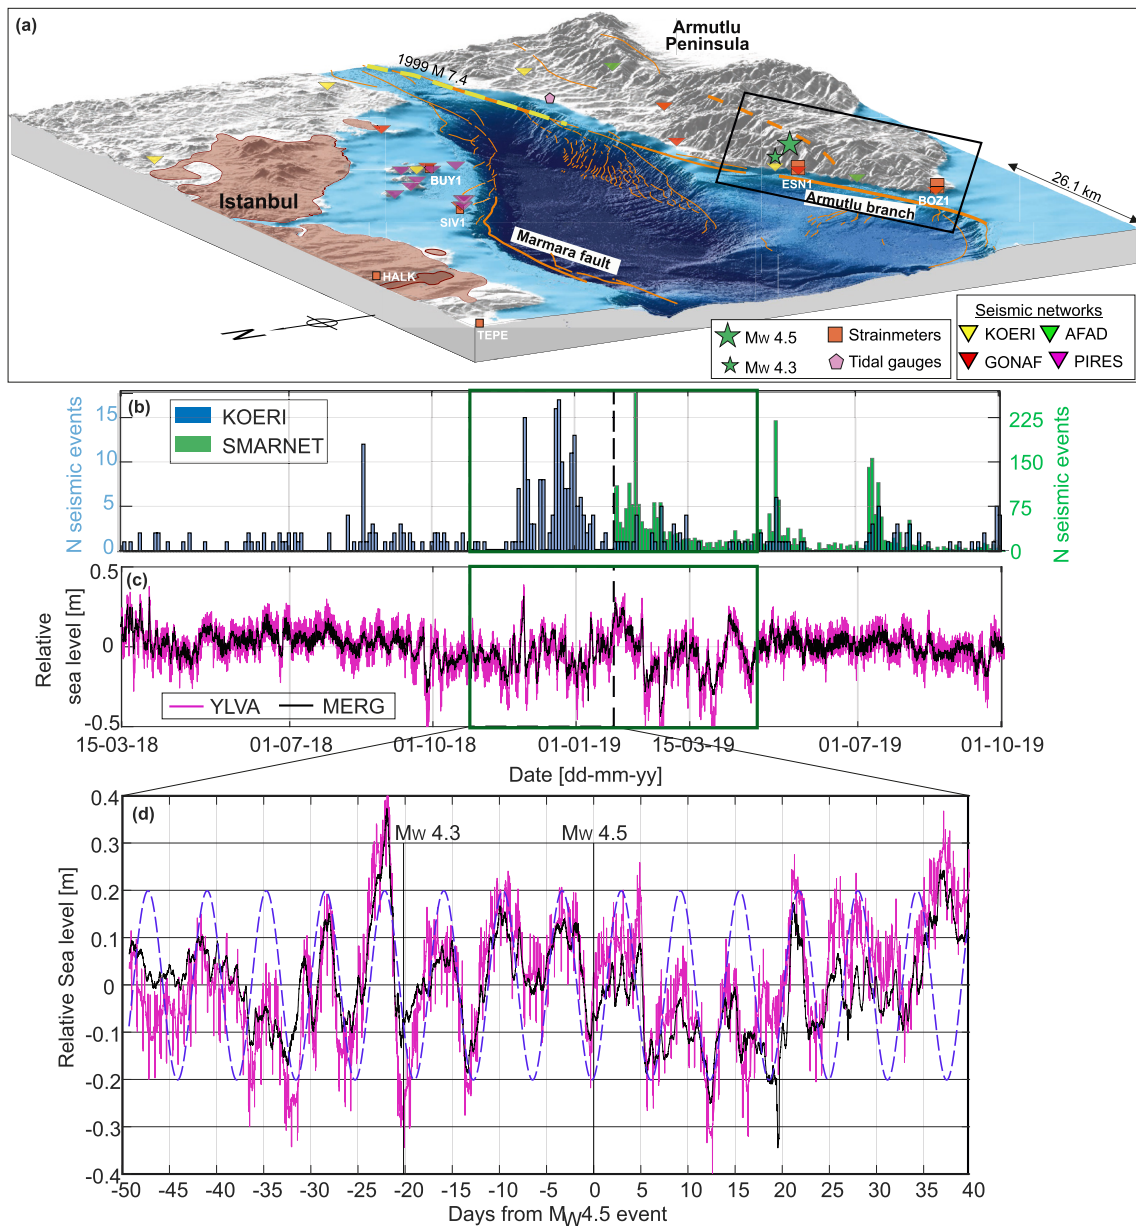 (a)
Armutlu
Peninsula
1999 M 7.4
Istanbul
BUY1
SIV1
HALK
TEPE
Marmara fault
ESN1
BOZ1
Armutlu branch
26.1 km
N
Mw 4.5
Mw 4.3
Strainmeters
Tidal gauges
Seismic networks
KOERI
AFAD
GONAF
PIRES
(b)
KOERI
SMARNET
N seismic events
15
10
5
0
225
150
75
0
N seismic events
(c)
Relative
sea level [m]
0.5
0
-0.5
YLVA
MERG
15-03-18
01-07-18
01-10-18
01-01-19
15-03-19
01-07-19
01-10-19
Date [dd-mm-yy]
(d)
Mw 4.3
Mw 4.5
Relative Sea level [m]
0.4
0.3
0.2
0.1
0
-0.1
-0.2
-0.3
-0.4
-50 -45 -40 -35 -30 -25 -20 -15 -10 -5 0 5 10 15 20 25 30 35 40
Days from MW4.5 event